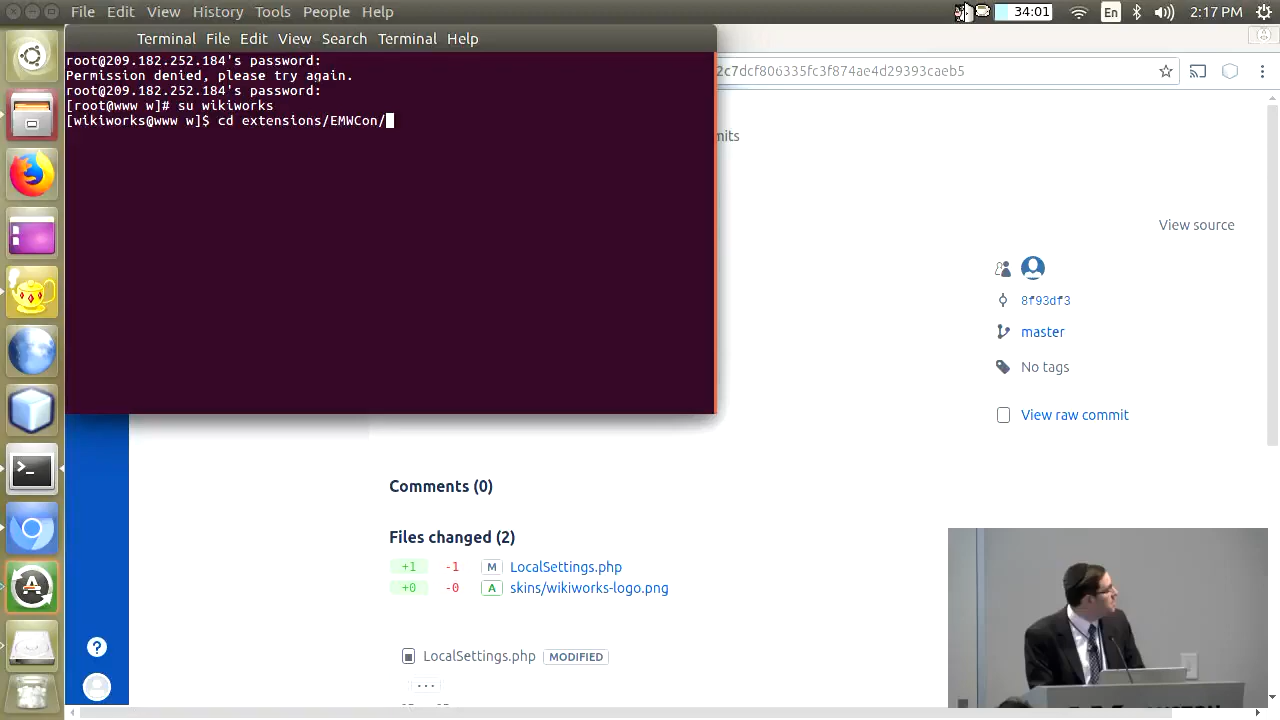 File Edit View History Tools People Help
34:01 En 2:17 PM
Terminal File Edit View Search Terminal Help
root@209.182.252.184's password:
Permission denied, please try again.
root@209.182.252.184's password:
[root@www w]# su wikiworks
[wikiworks@www w]$ cd extensions/EMWCon/
2c7dcf806335fc3f874ae4d29393caeb5
mits
View source
8f93df3
master
No tags
View raw commit
Comments (0)
Files changed (2)
+1 -1 M LocalSettings.php
+0 -0 A skins/wikiworks-logo.png
LocalSettings.php MODIFIED
...